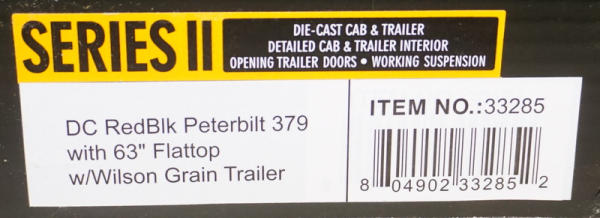 SERIES II
DIE-CAST CAB & TRAILER
DETAILED CAB & TRAILER INTERIOR
OPENING TRAILER DOORS • WORKING SUSPENSION
DC RedBlk Peterbilt 379
with 63" Flattop
w/Wilson Grain Trailer
ITEM NO.:33285
8 04902 33285 2